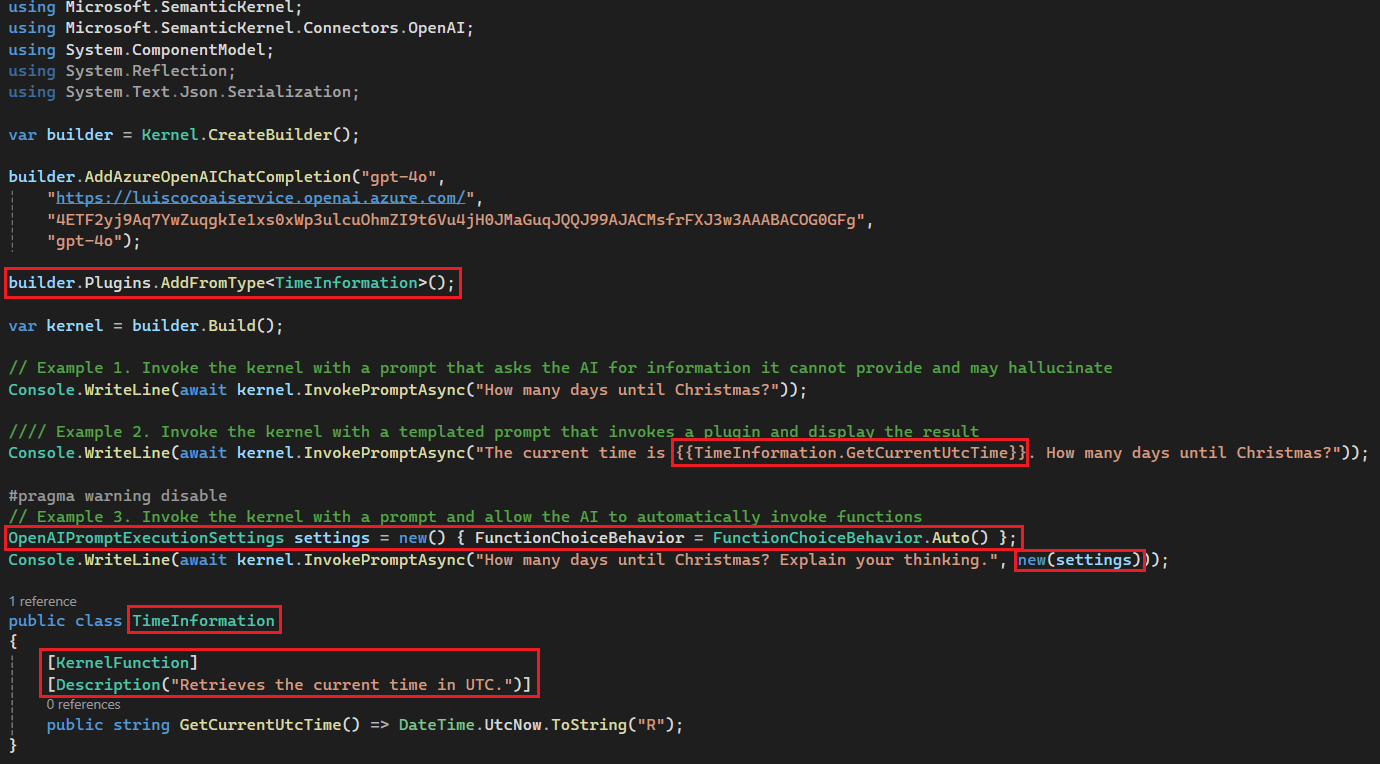 using Microsoft.SemanticKernel;
using Microsoft.SemanticKernel.Connectors.OpenAI;
using System.ComponentModel;
using System.Reflection;
using System.Text.Json.Serialization;
var builder = Kernel.CreateBuilder();
builder.AddAzureOpenAIChatCompletion("gpt-4o",
"https://luiscocoaiservice.openai.azure.com/",
"4ETF2yj9Aq7YwZuqgkIe1xs0xWp3ulcuOhmZI9t6Vu4jH0JMaGuqJQQJ99AJACMsfrFXJ3w3AAABACOG0GFg",
"gpt-4o");
builder.Plugins.AddFromType<TimeInformation>();
var kernel = builder.Build();
// Example 1. Invoke the kernel with a prompt that asks the AI for information it cannot provide and may hallucinate
Console.WriteLine(await kernel.InvokePromptAsync("How many days until Christmas?"));
//// Example 2. Invoke the kernel with a templated prompt that invokes a plugin and display the result
Console.WriteLine(await kernel.InvokePromptAsync("The current time is {{TimeInformation.GetCurrentUtcTime}}. How many days until Christmas?"));
#pragma warning disable
// Example 3. Invoke the kernel with a prompt and allow the AI to automatically invoke functions
OpenAIPromptExecutionSettings settings = new() { FunctionChoiceBehavior = FunctionChoiceBehavior.Auto() };
Console.WriteLine(await kernel.InvokePromptAsync("How many days until Christmas? Explain your thinking.", new(settings)));
1 reference
public class TimeInformation
{
[KernelFunction]
[Description("Retrieves the current time in UTC.")]
0 references
public string GetCurrentUtcTime() => DateTime.UtcNow.ToString("R");
}